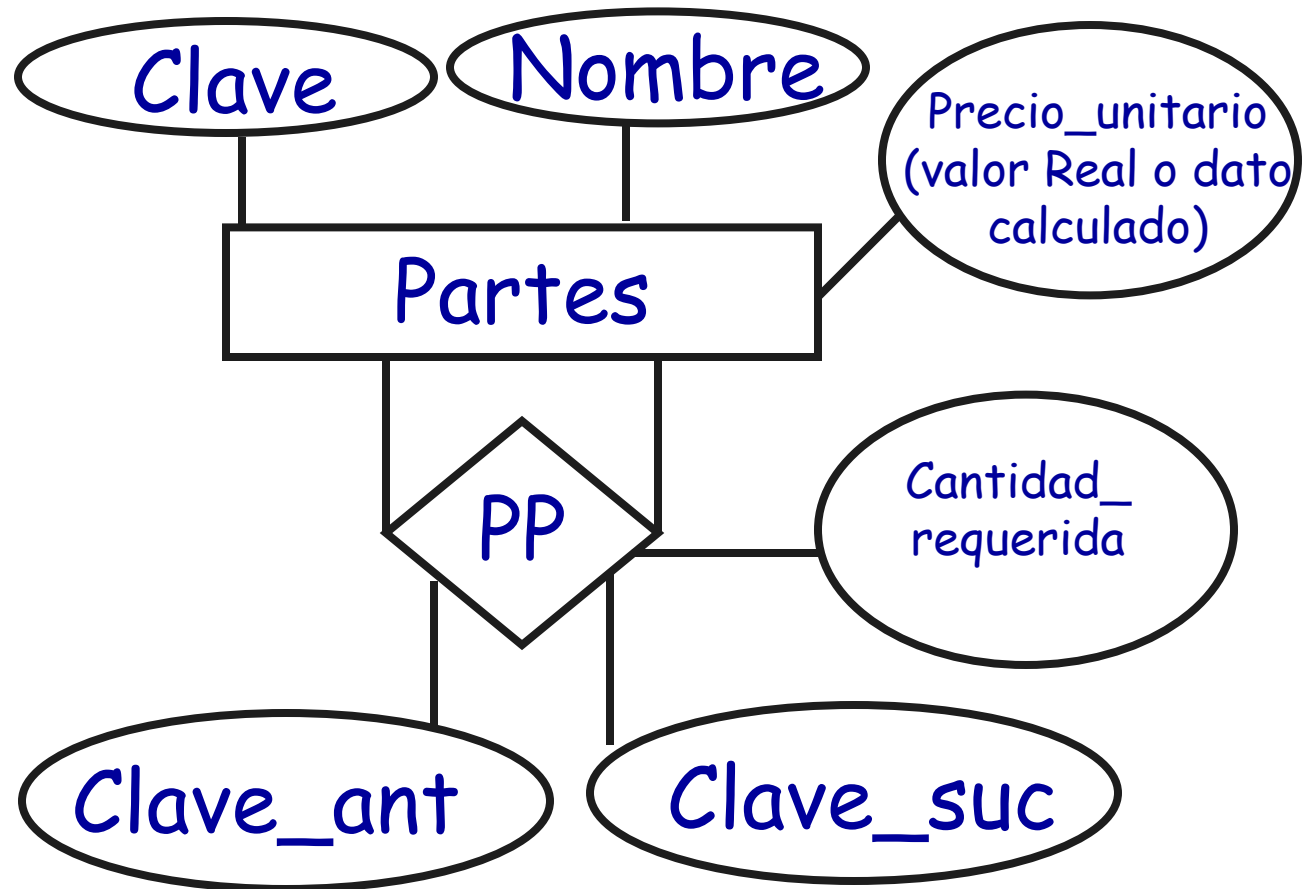 Clave
Nombre
Precio_unitario
(valor Real o dato
calculado)
Partes
Cantidad_
requerida
PP
Clave_ant
Clave_suc